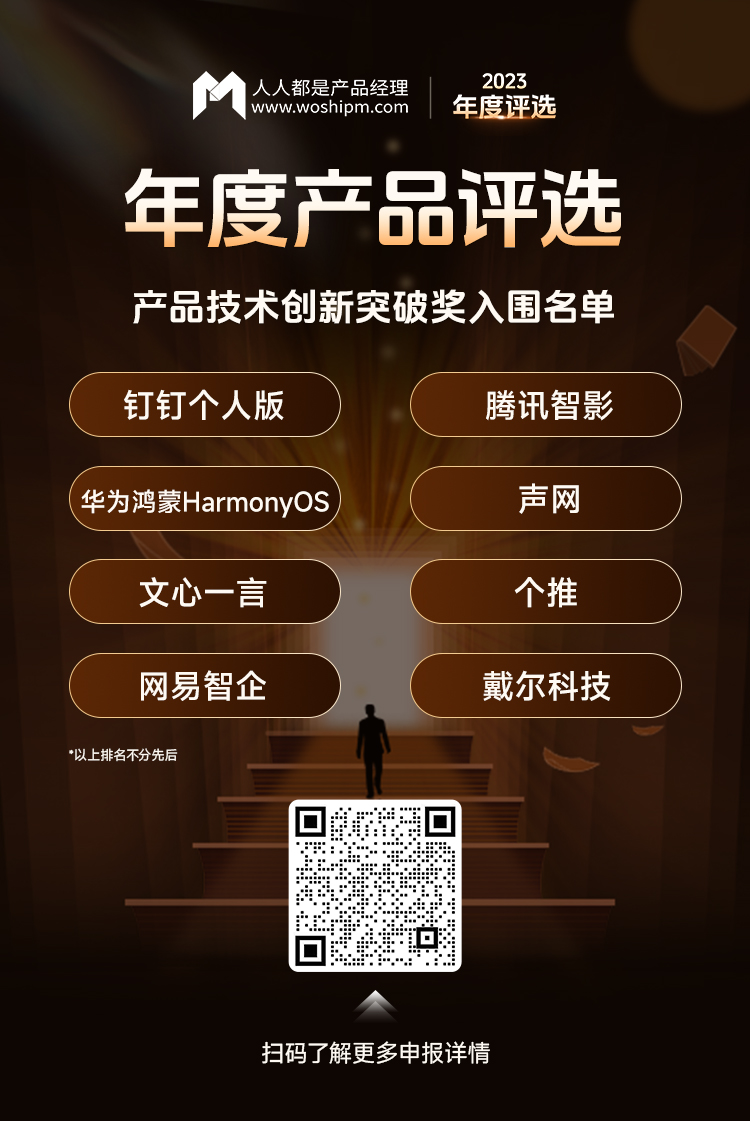 人人都是产品经理
www.woshipm.com
2023
年度评选
年度产品评选
产品技术创新突破奖入围名单
钉钉个人版
腾讯智影
华为鸿蒙HarmonyOS
声网
文心一言
个推
网易智企
戴尔科技
*以上排名不分先后
扫码了解更多申报详情